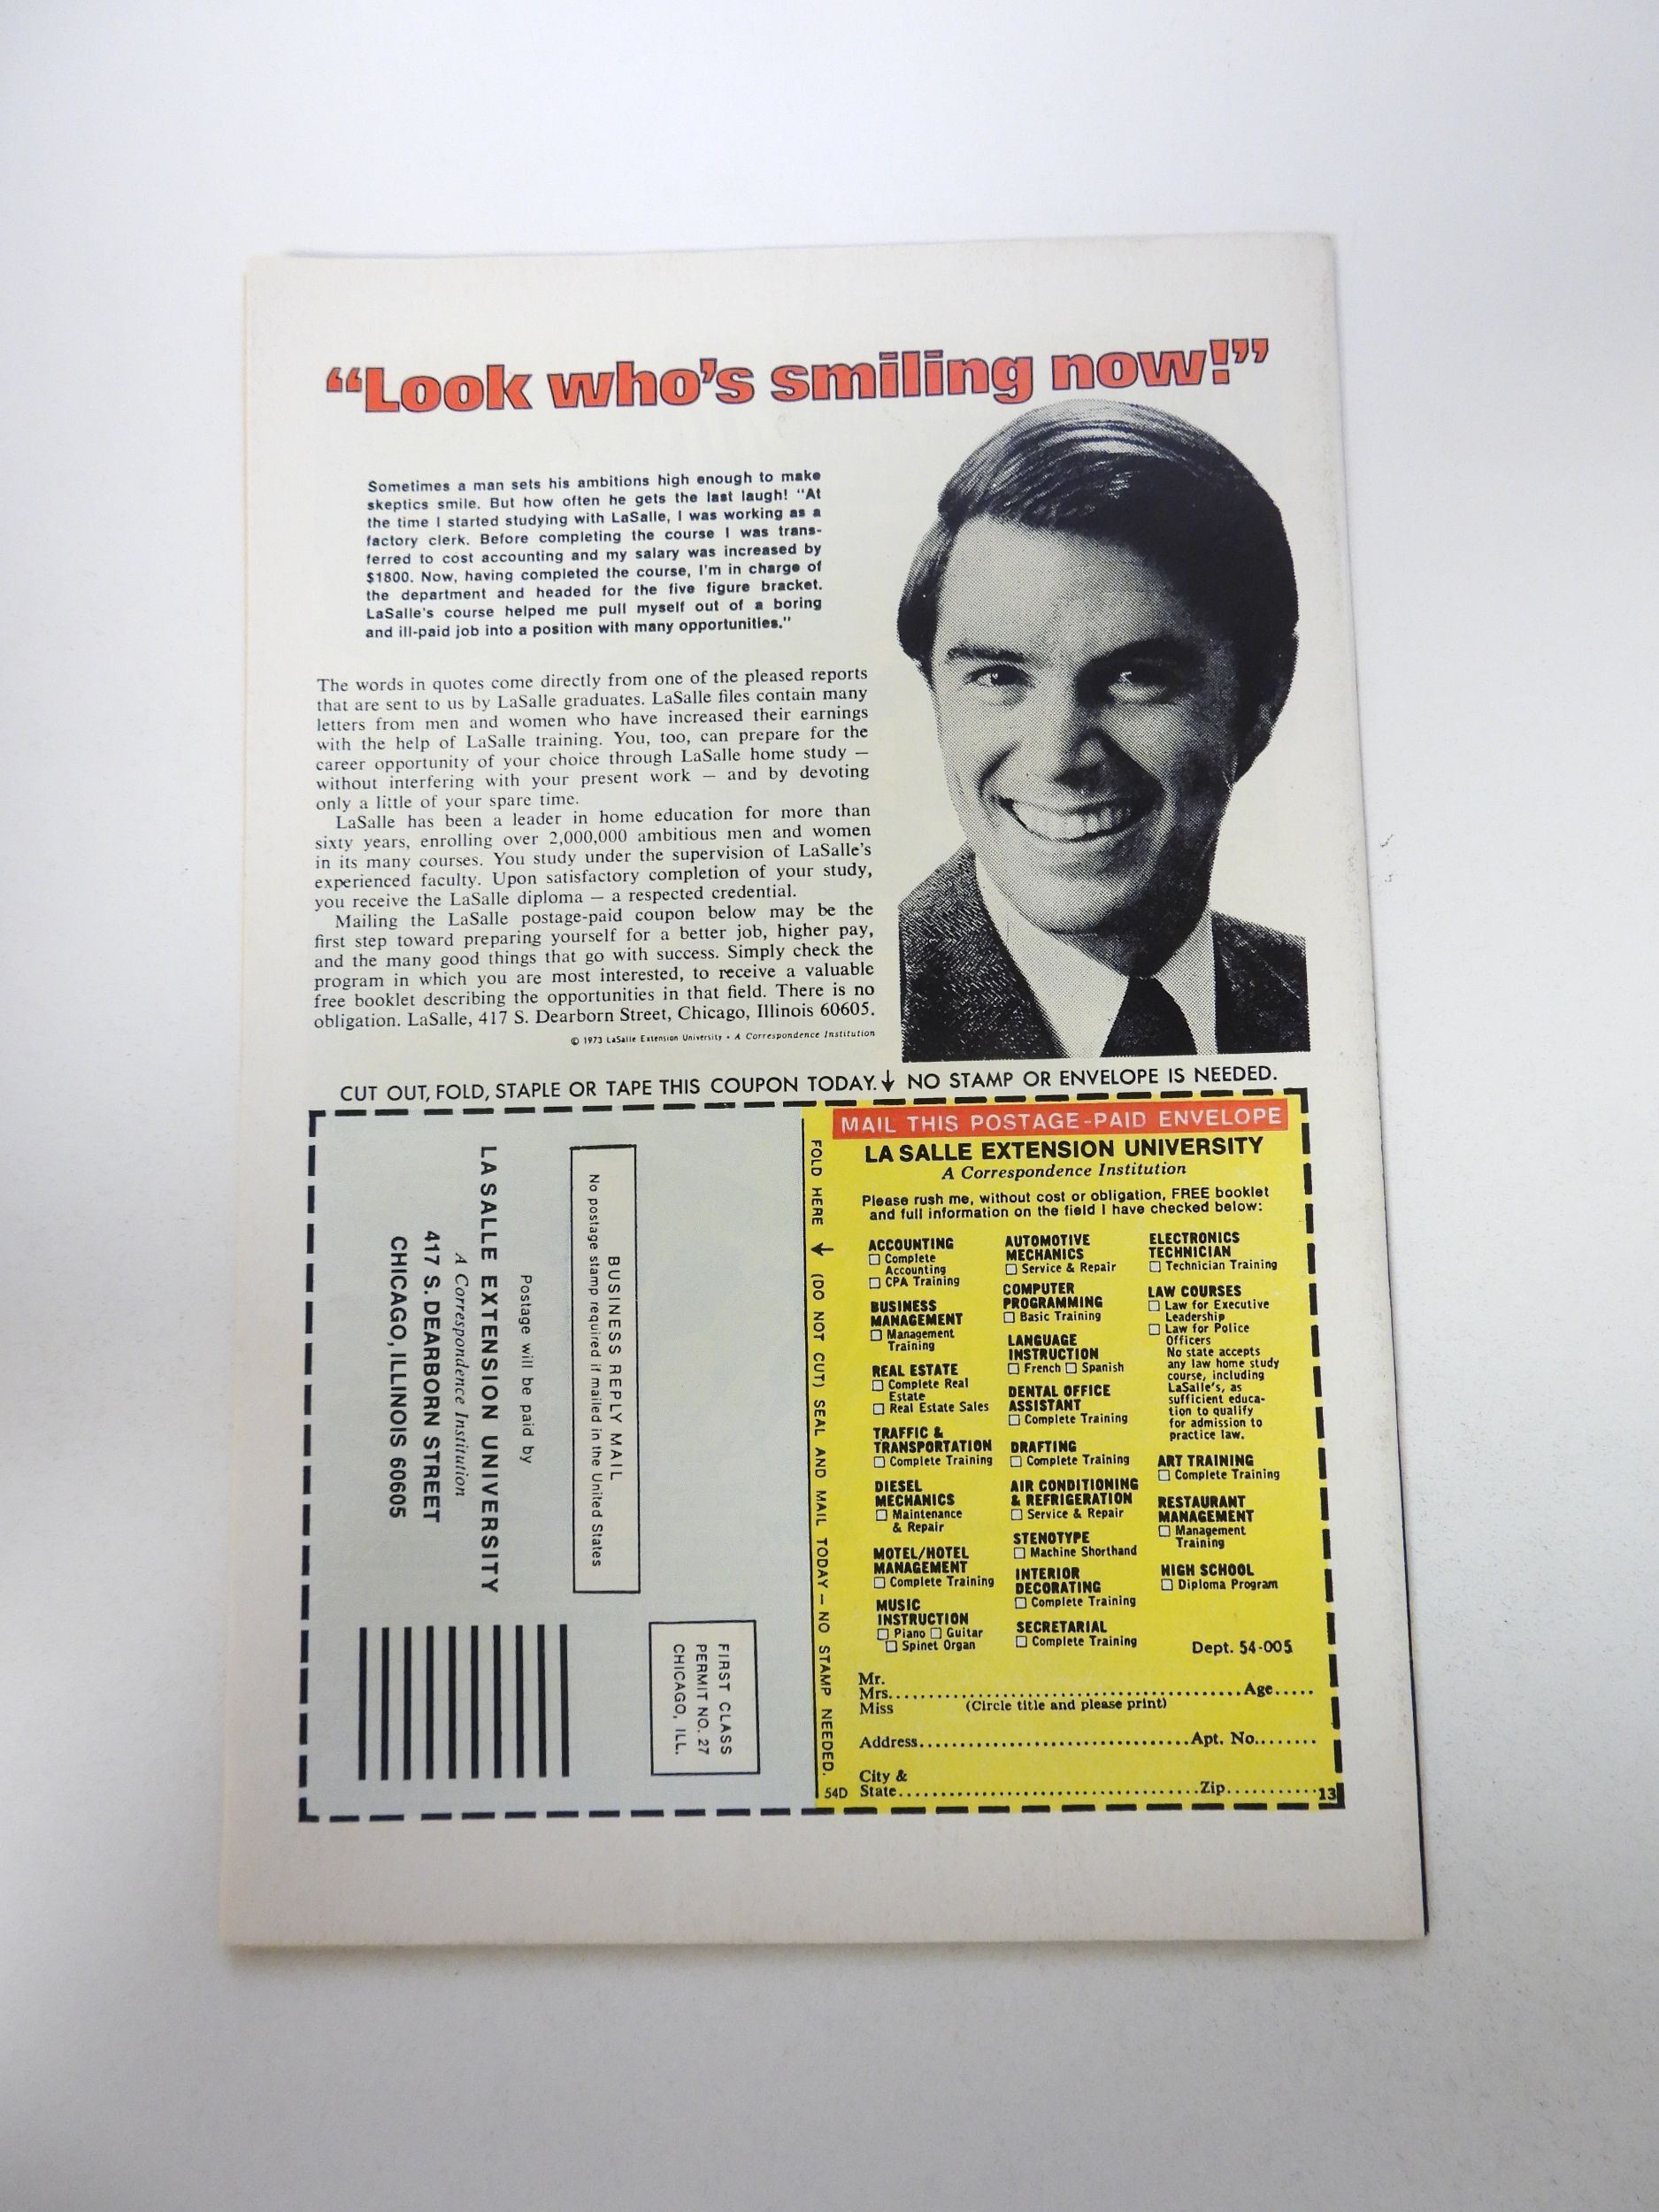 “Look who's smiling now!”
Sometimes a man sets his ambitions high enough to make
skeptics smile. But how often he gets the last laugh! "At
the time I started studying with LaSalle, I was working as a
factory clerk. Before completing the course I was trans-
ferred to cost accounting and my salary was increased by
$1800. Now, having completed the course, I'm in charge of
the department and headed for the five figure bracket.
LaSalle's course helped me pull myself out of a boring
and ill-paid job into a position with many opportunities."
The words in quotes come directly from one of the pleased reports
that are sent to us by LaSalle graduates. LaSalle files contain many
letters from men and women who have increased their earnings
with the help of LaSalle training. You, too, can prepare for the
career opportunity of your choice through LaSalle home study —
without interfering with your present work — and by devoting
only a little of your spare time.
LaSalle has been a leader in home education for more than
sixty years, enrolling over 2,000,000 ambitious men and women
in its many courses. You study under the supervision of LaSalle's
experienced faculty. Upon satisfactory completion of your study,
you receive the LaSalle diploma — a respected credential.
Mailing the LaSalle postage-paid coupon below may be the
first step toward preparing yourself for a better job, higher pay,
and the many good things that go with success. Simply check the
program in which you are most interested, to receive a valuable
free booklet describing the opportunities in that field. There is no
obligation. LaSalle, 417 S. Dearborn Street, Chicago, Illinois 60605.
© 1973 LaSalle Extension University • A Correspondence Institution
CUT OUT, FOLD, STAPLE OR TAPE THIS COUPON TODAY. ↓ NO STAMP OR ENVELOPE IS NEEDED.
FIRST CLASS
PERMIT NO. 27
CHICAGO, ILL.
BUSINESS REPLY MAIL
No postage stamp required if mailed in the United States
Postage will be paid by
LA SALLE EXTENSION UNIVERSITY
A Correspondence Institution
417 S. DEARBORN STREET
CHICAGO, ILLINOIS 60605
FOLD HERE ↓ (DO NOT CUT) SEAL AND MAIL TODAY — NO STAMP NEEDED.
54D
MAIL THIS POSTAGE-PAID ENVELOPE
LA SALLE EXTENSION UNIVERSITY
A Correspondence Institution
Please rush me, without cost or obligation, FREE booklet
and full information on the field I have checked below:
ACCOUNTING
☐ Complete
Accounting
☐ CPA Training
BUSINESS
MANAGEMENT
☐ Management
Training
REAL ESTATE
☐ Complete Real
Estate
☐ Real Estate Sales
TRAFFIC &
TRANSPORTATION
☐ Complete Training
DIESEL
MECHANICS
☐ Maintenance
& Repair
MOTEL/HOTEL
MANAGEMENT
☐ Complete Training
MUSIC
INSTRUCTION
☐ Piano ☐ Guitar
☐ Spinet Organ
AUTOMOTIVE
MECHANICS
☐ Service & Repair
COMPUTER
PROGRAMMING
☐ Basic Training
LANGUAGE
INSTRUCTION
☐ French ☐ Spanish
DENTAL OFFICE
ASSISTANT
☐ Complete Training
DRAFTING
☐ Complete Training
AIR CONDITIONING
& REFRIGERATION
☐ Service & Repair
STENOTYPE
☐ Machine Shorthand
INTERIOR
DECORATING
☐ Complete Training
SECRETARIAL
☐ Complete Training
ELECTRONICS
TECHNICIAN
☐ Technician Training
LAW COURSES
☐ Law for Executive
Leadership
☐ Law for Police
Officers
No state accepts
any law home study
course, including
LaSalle's, as
sufficient educa-
tion to qualify
for admission to
practice law.
ART TRAINING
☐ Complete Training
RESTAURANT
MANAGEMENT
☐ Management
Training
HIGH SCHOOL
☐ Diploma Program
Dept. 54-005
Mr.
Mrs. Age
Miss (Circle title and please print)
Address Apt. No.
City &
State Zip 13